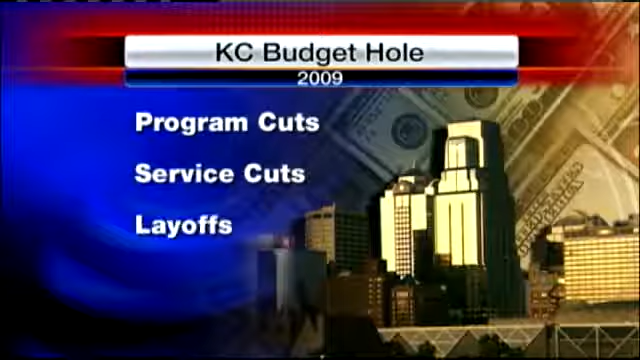 KC Budget Hole
2009
Program Cuts
Service Cuts
Layoffs